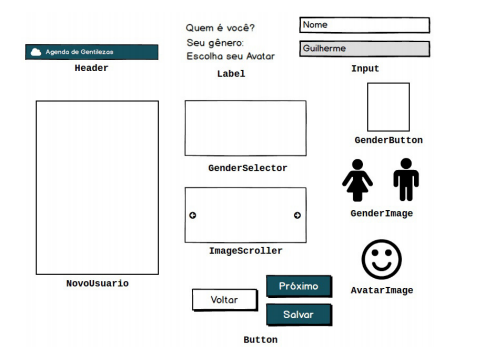 Quem é você?
Seu gênero:
Escolha seu Avatar
Label
Nome
Guilherme
Input
Agenda de Gentilezas
Header
GenderButton
GenderSelector
GenderImage
ImageScroller
NovoUsuario
AvatarImage
Voltar
Próximo
Salvar
Button